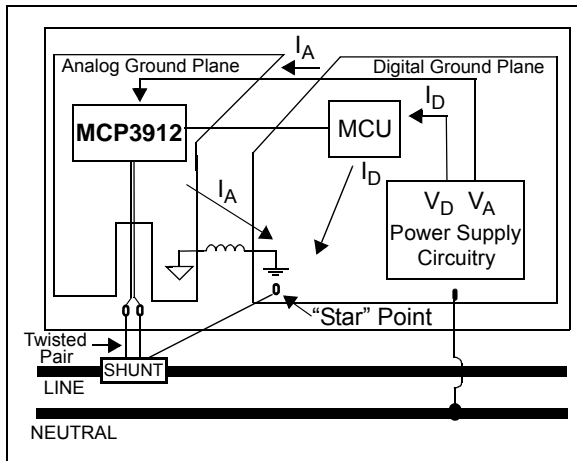 I_A
Analog Ground Plane
Digital Ground Plane
I_D
MCP3912
MCU
I_A
I_D
V_D V_A
Power Supply
Circuitry
"Star" Point
Twisted
Pair
SHUNT
LINE
NEUTRAL